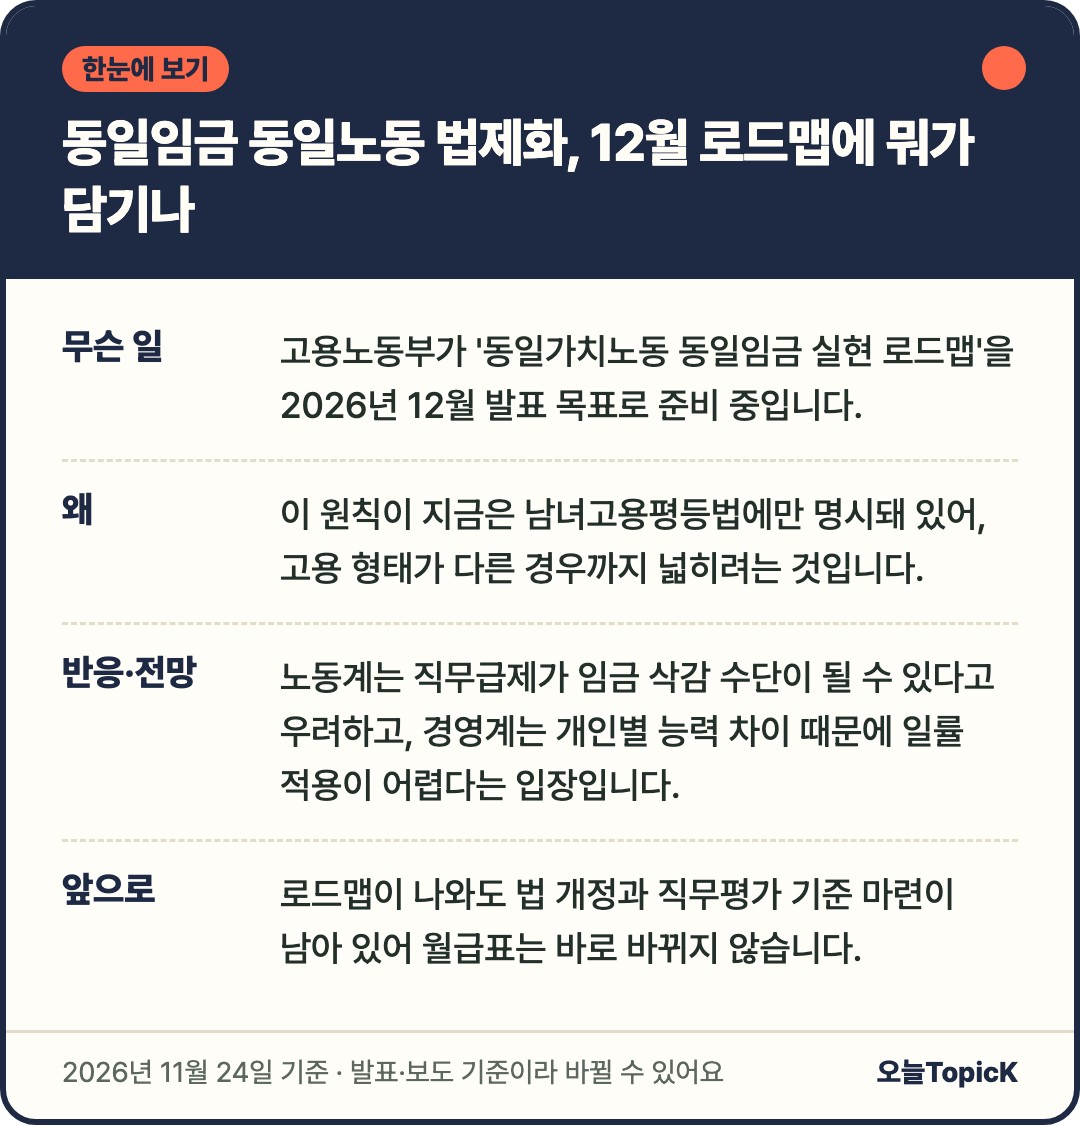 한눈에 보기
동일임금 동일노동 법제화, 12월 로드맵에 뭐가
담기나
무슨 일
고용노동부가 '동일가치노동 동일임금 실현 로드맵'을
2026년 12월 발표 목표로 준비 중입니다.
왜
이 원칙이 지금은 남녀고용평등법에만 명시돼 있어,
고용 형태가 다른 경우까지 넓히려는 것입니다.
반응·전망
노동계는 직무급제가 임금 삭감 수단이 될 수 있다고
우려하고, 경영계는 개인별 능력 차이 때문에 일률
적용이 어렵다는 입장입니다.
앞으로
로드맵이 나와도 법 개정과 직무평가 기준 마련이
남아 있어 월급표는 바로 바뀌지 않습니다.
2026년 11월 24일 기준 · 발표·보도 기준이라 바뀔 수 있어요
오늘TopicK